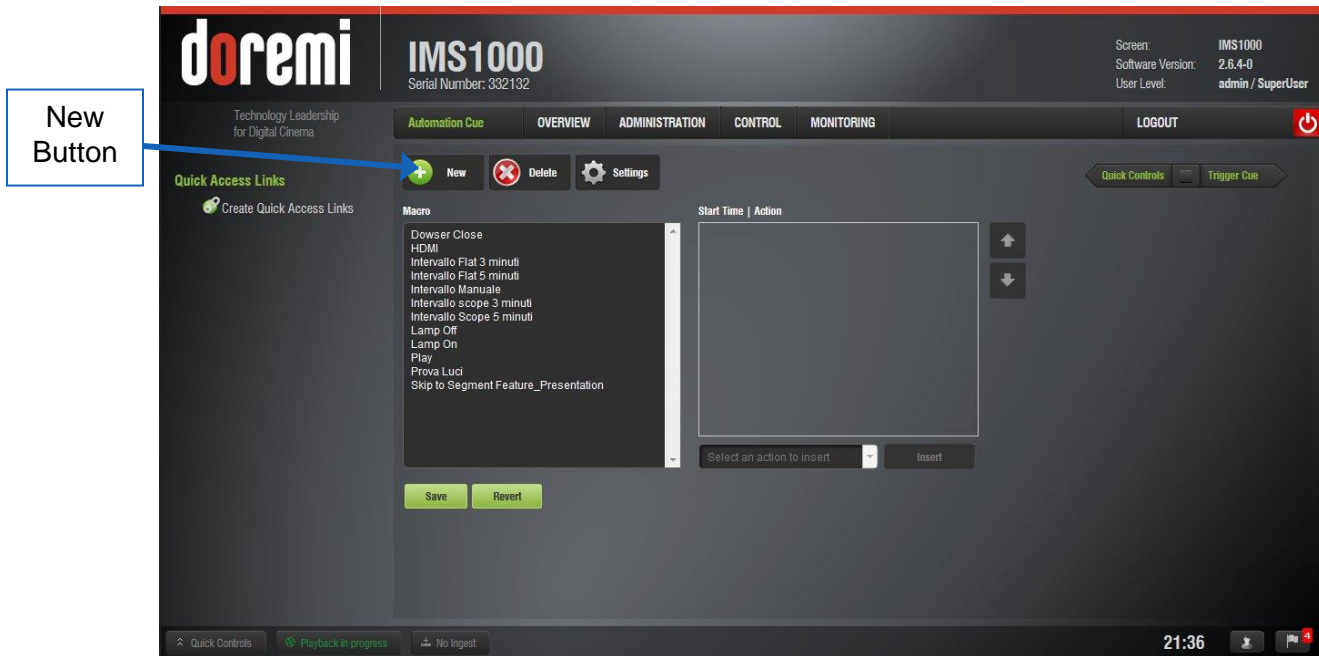 doremi
IMS1000
Serial Number: 332132
Screen: IMS1000
Software Version: 2.6.4-0
User Level: admin / SuperUser
New
Button
Technology Leadership
for Digital Cinema
Automation Cue OVERVIEW ADMINISTRATION CONTROL MONITORING LOGOUT
Quick Access Links
Create Quick Access Links
New Delete Settings
Quick Controls Trigger Cue
Macro
Dowser Close
HDMI
Intervallo Flat 3 minuti
Intervallo Flat 5 minuti
Intervallo Manuale
Intervallo scope 3 minuti
Intervallo Scope 5 minuti
Lamp Off
Lamp On
Play
Prova Luci
Skip to Segment Feature_Presentation
Start Time | Action
Select an action to insert Insert
Save Revert
Quick Controls Playback in progress No Ingest 21:36 4